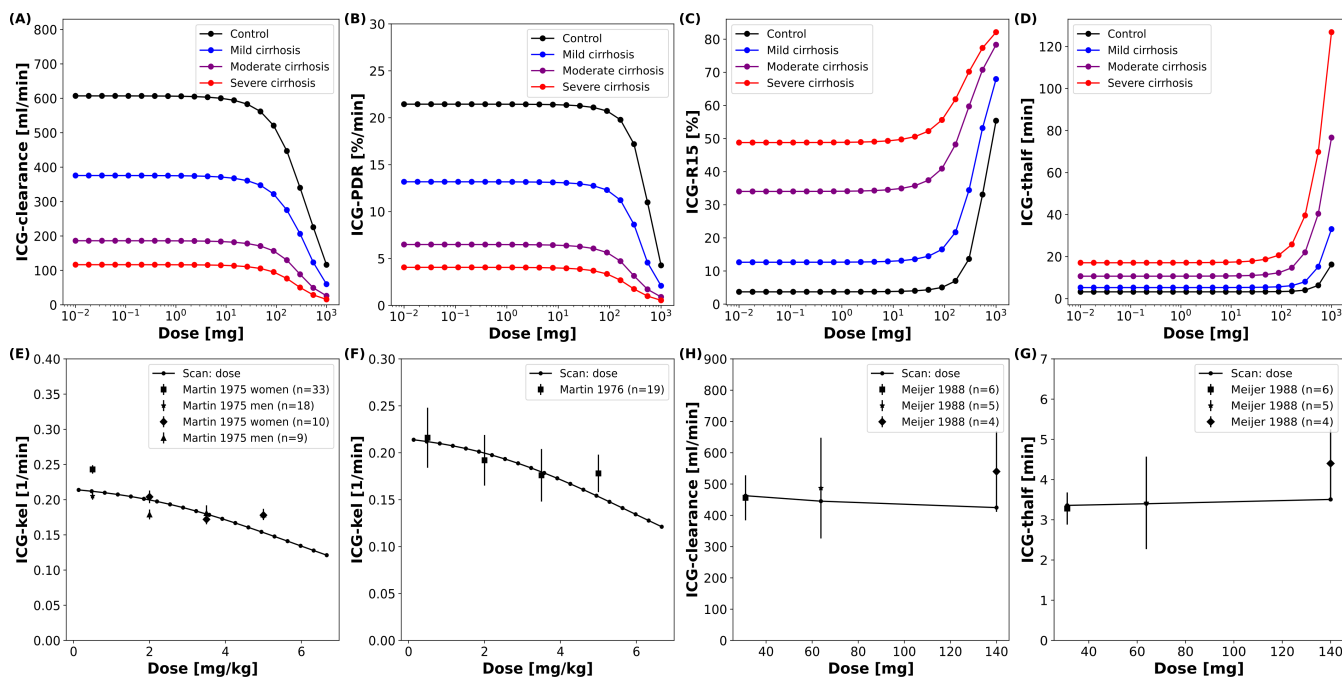 (A)
ICG-clearance [ml/min]
800
700
600
500
400
300
200
100
0
Control
Mild cirrhosis
Moderate cirrhosis
Severe cirrhosis
10⁻² 10⁻¹ 10⁰ 10¹ 10² 10³
Dose [mg]
(B)
ICG-PDR [%/min]
30
25
20
15
10
5
0
Control
Mild cirrhosis
Moderate cirrhosis
Severe cirrhosis
10⁻² 10⁻¹ 10⁰ 10¹ 10² 10³
Dose [mg]
(C)
ICG-R15 [%]
80
70
60
50
40
30
20
10
0
Control
Mild cirrhosis
Moderate cirrhosis
Severe cirrhosis
10⁻² 10⁻¹ 10⁰ 10¹ 10² 10³
Dose [mg]
(D)
ICG-thalf [min]
120
100
80
60
40
20
0
Control
Mild cirrhosis
Moderate cirrhosis
Severe cirrhosis
10⁻² 10⁻¹ 10⁰ 10¹ 10² 10³
Dose [mg]
(E)
ICG-kel [1/min]
0.40
0.35
0.30
0.25
0.20
0.15
0.10
0.05
0.00
Scan: dose
Martin 1975 women (n=33)
Martin 1975 men (n=18)
Martin 1975 women (n=10)
Martin 1975 men (n=9)
0 2 4 6
Dose [mg/kg]
(F)
ICG-kel [1/min]
0.30
0.25
0.20
0.15
0.10
0.05
0.00
Scan: dose
Martin 1976 (n=19)
0 2 4 6
Dose [mg/kg]
(H)
ICG-clearance [ml/min]
900
800
700
600
500
400
300
200
100
0
Scan: dose
Meijer 1988 (n=6)
Meijer 1988 (n=5)
Meijer 1988 (n=4)
40 60 80 100 120 140
Dose [mg]
(G)
ICG-thalf [min]
7
6
5
4
3
2
1
0
Scan: dose
Meijer 1988 (n=6)
Meijer 1988 (n=5)
Meijer 1988 (n=4)
40 60 80 100 120 140
Dose [mg]